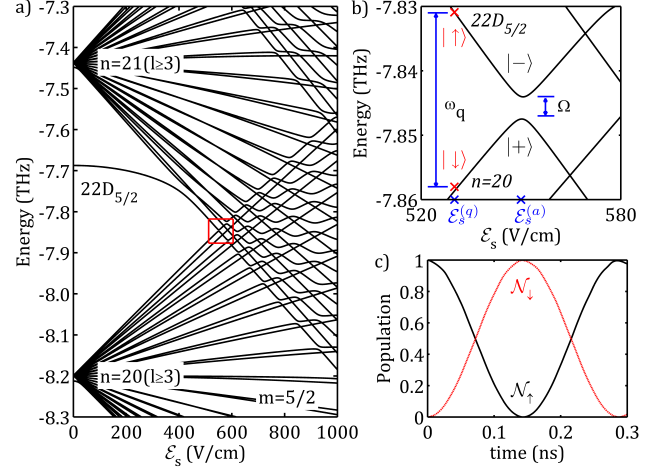 a)
-7.3
-7.4
-7.5
-7.6
-7.7
-7.8
-7.9
-8.0
-8.1
-8.2
-8.3
Energy (THz)
n=21(l≥3)
22D5/2
n=20(l≥3)
m=5/2
0 200 400 600 800 1000
ℰs (V/cm)
b)
-7.83
-7.84
-7.85
-7.86
Energy (THz)
22D5/2
|↑⟩
|−⟩
ωq
Ω
|↓⟩
|+⟩
n=20
520 ℰs(q) ℰs(a) 580
ℰs (V/cm)
c)
1
0.8
0.6
0.4
0.2
0
Population
𝒩↓
𝒩↑
0 0.1 0.2 0.3
time (ns)